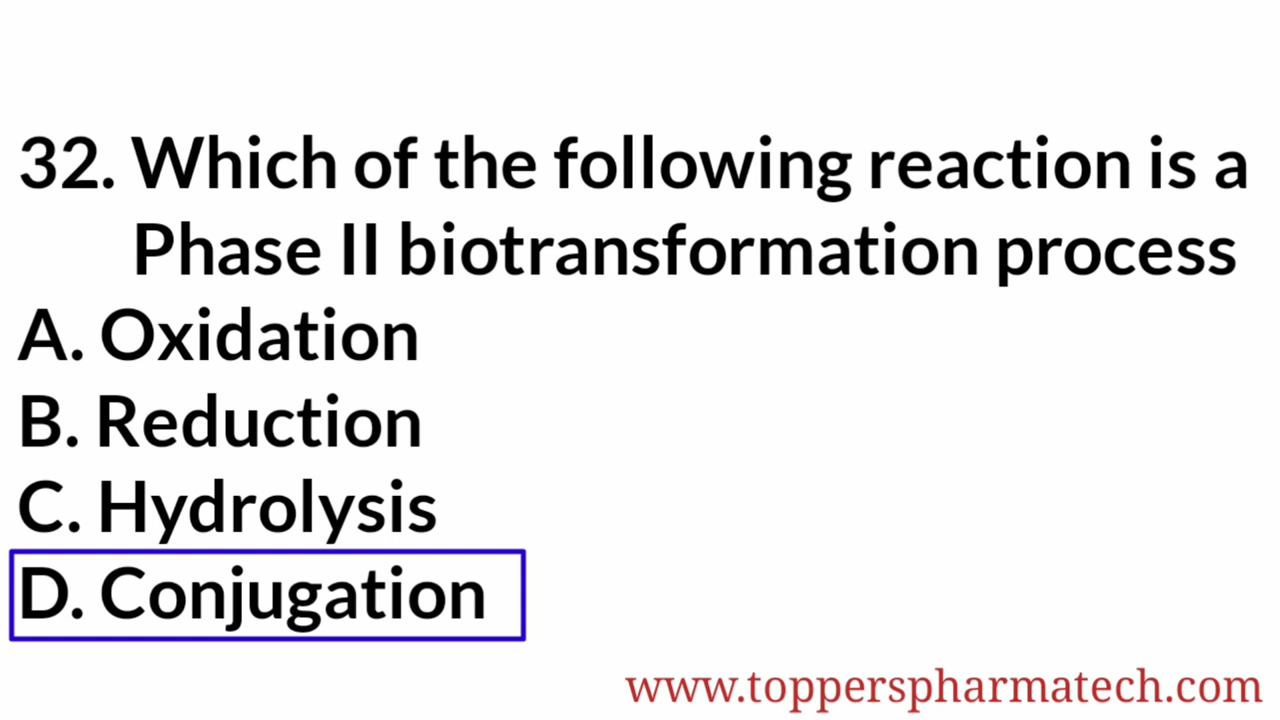 32. Which of the following reaction is a
Phase II biotransformation process
A. Oxidation
B. Reduction
C. Hydrolysis
D. Conjugation
www.topperspharmatech.com